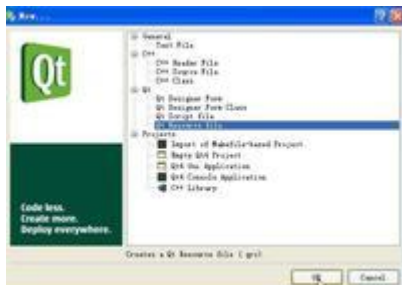 New...
General
Text File
C++
C++ Header File
C++ Source File
C++ Class
Qt
Qt Designer Form
Qt Designer Form Class
Qt Script file
Qt Resource file
Projects
Import of Makefile-based Project
Empty Qt4 Project
Qt4 Gui Application
Qt4 Console Application
C++ Library
Qt
Code less.
Create more.
Deploy everywhere.
Creates a Qt Resource file (.qrc)
OK
Cancel